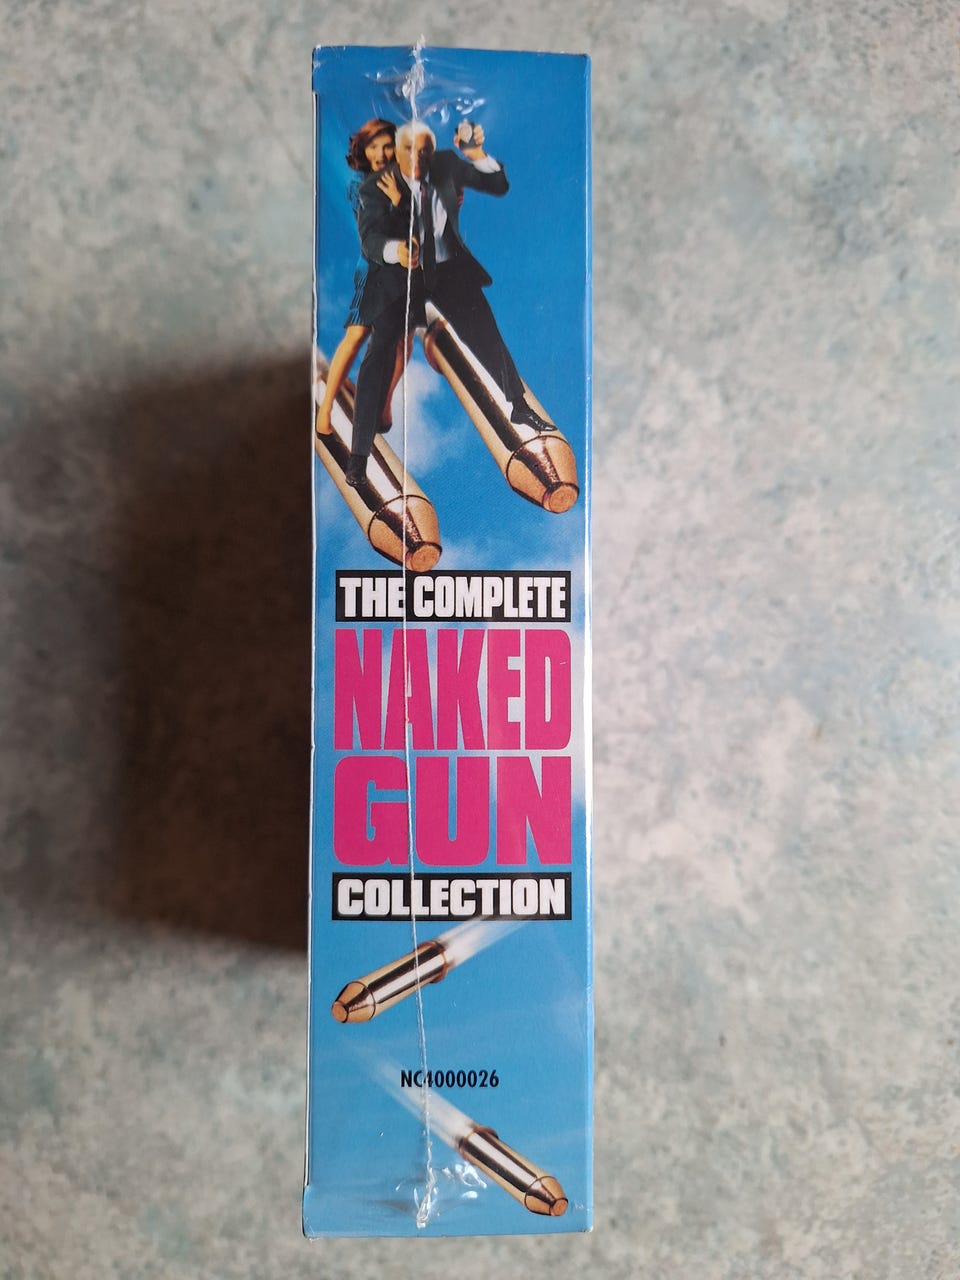 THE COMPLETE
NAKED
GUN
COLLECTION
NC4000026